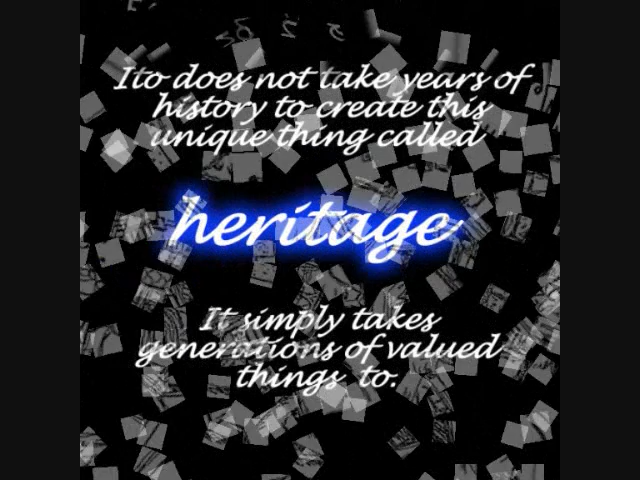 Ito does not take years of
history to create this
unique thing called
heritage
It simply takes
generations of valued
things to.